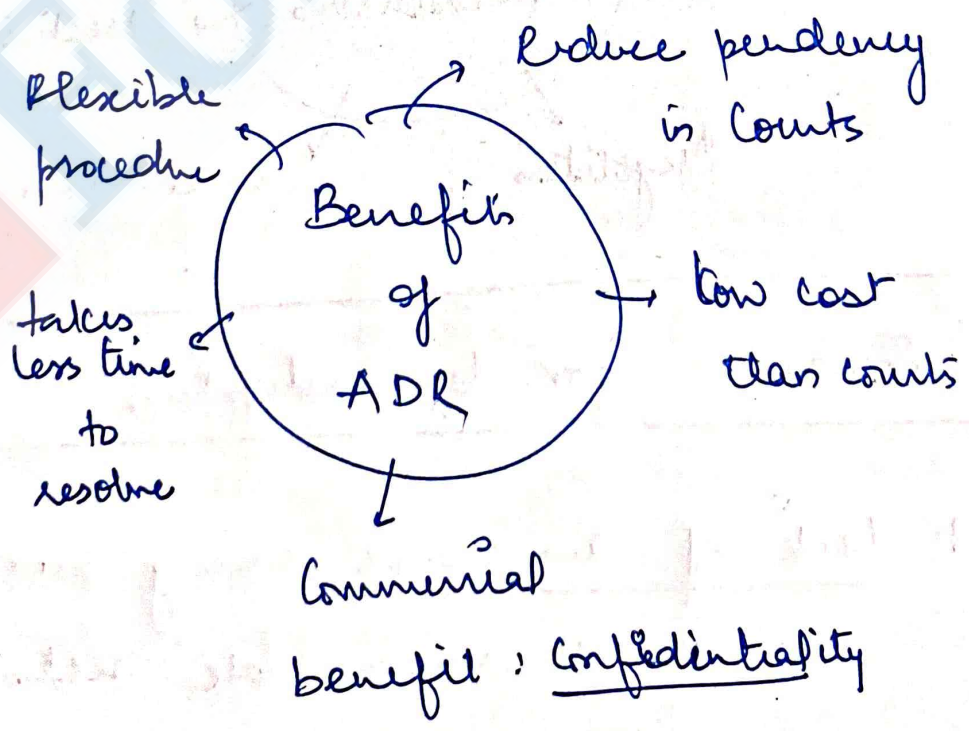 Reduce pendency
in Courts
Flexible
procedure
Benefits
of
ADR
low cost
than courts
takes
less time
to
resolve
Commercial
benefit : Confidentiality